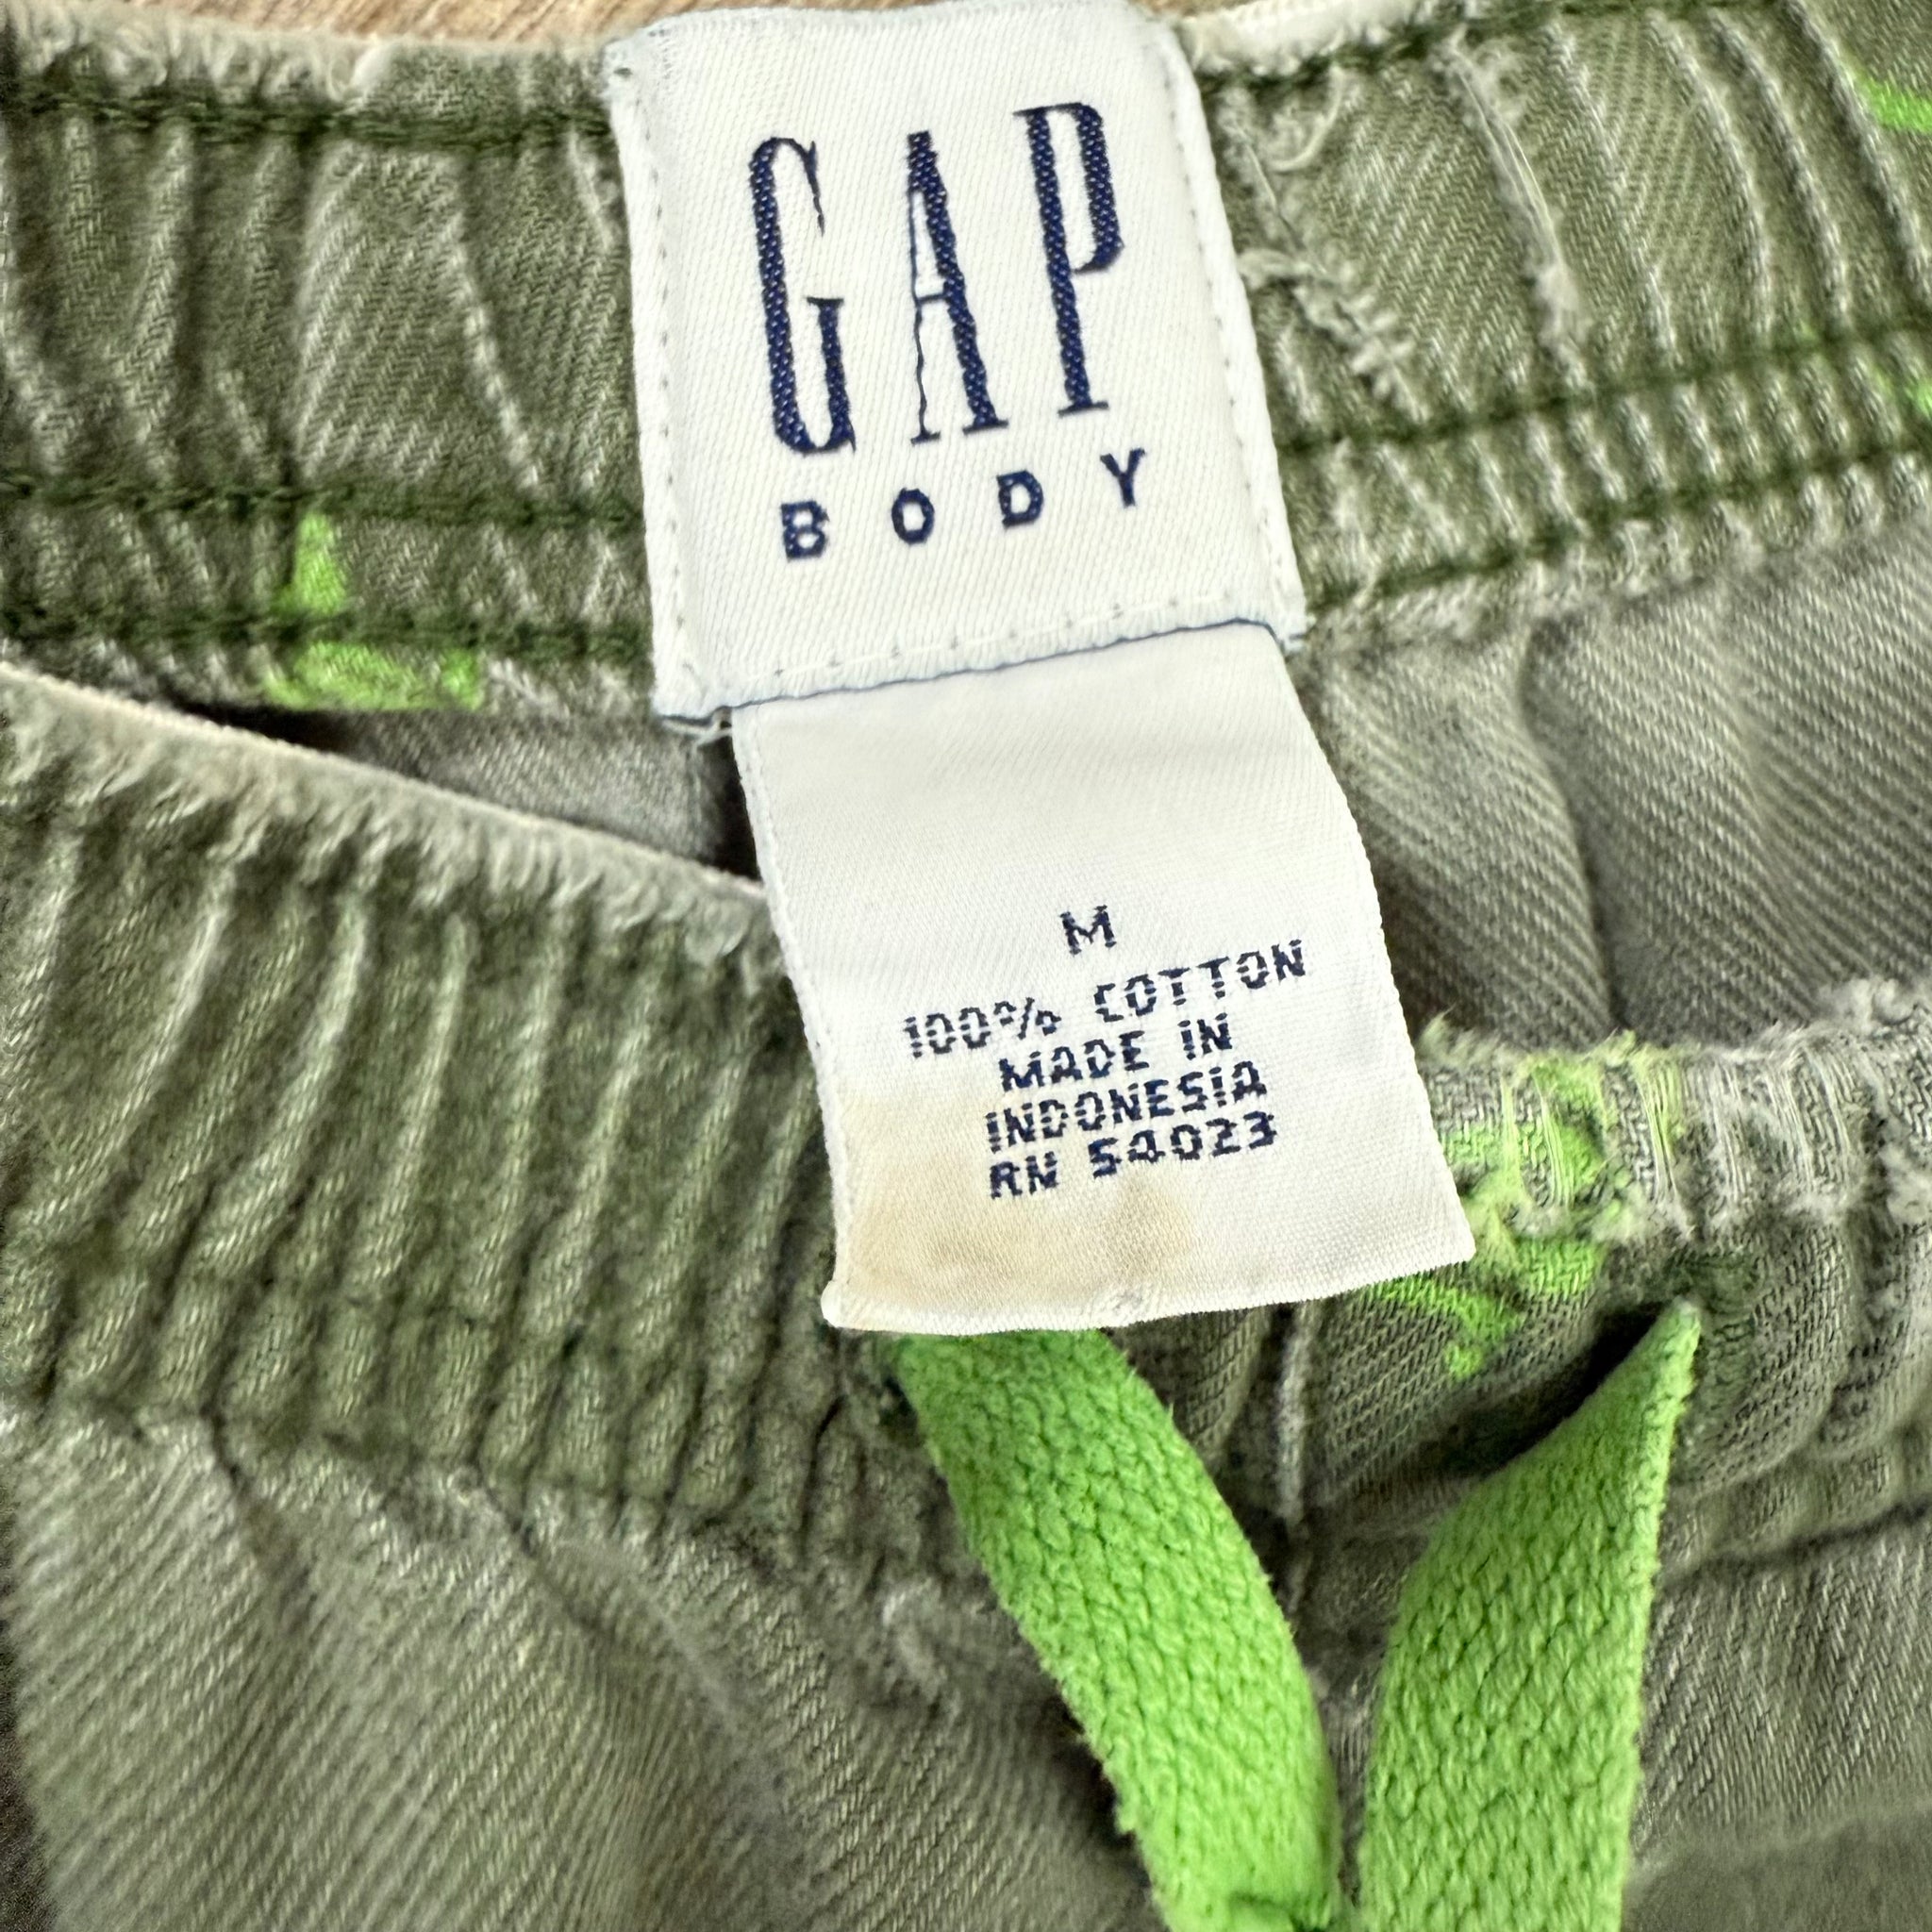 GAP
BODY
M
100% COTTON
MADE IN
INDONESIA
RN 54023